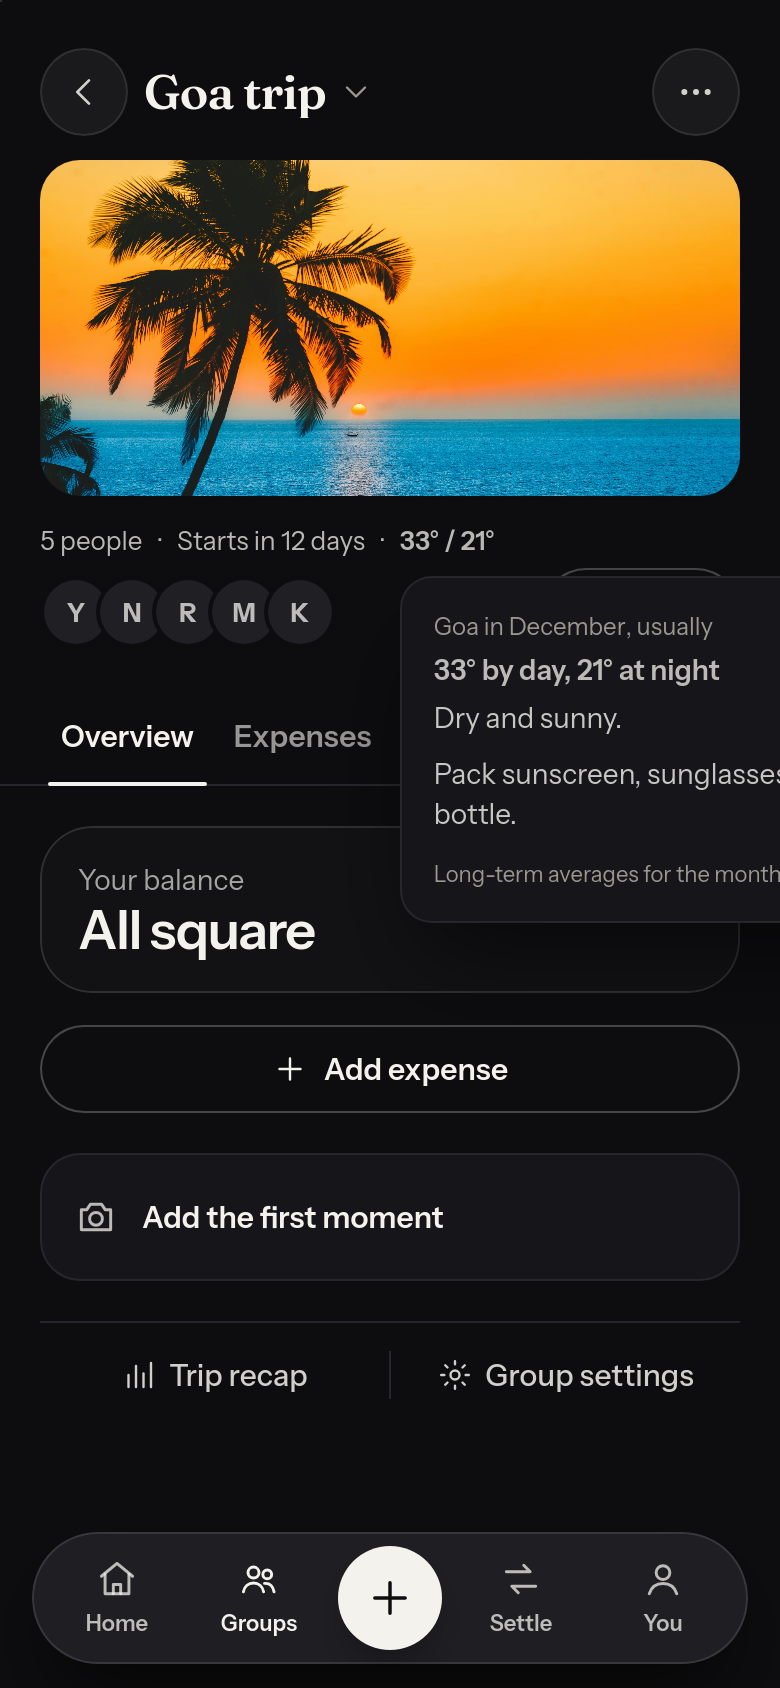 Goa trip
5 people · Starts in 12 days · 33° / 21°
Y N R M K
Goa in December, usually
33° by day, 21° at night
Dry and sunny.
Pack sunscreen, sunglasses
bottle.
Long-term averages for the month
Overview Expenses
Your balance
All square
Add expense
Add the first moment
Trip recap Group settings
Home Groups Settle You